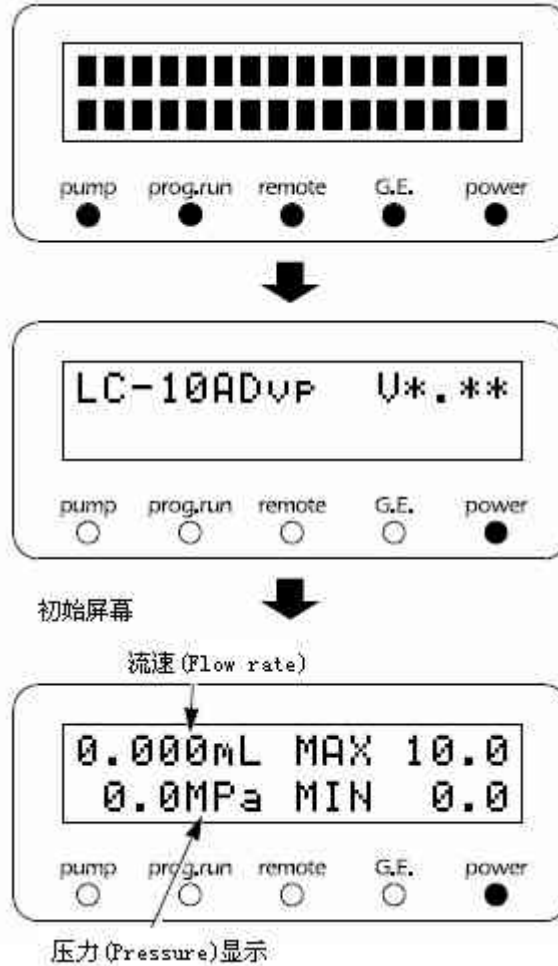 pump prog.run remote G.E. power
LC-10ADvp V*.**
pump prog.run remote G.E. power
初始屏幕
流速(Flow rate)
0.000mL MAX 10.0
0.0MPa MIN 0.0
pump prog.run remote G.E. power
压力(Pressure)显示